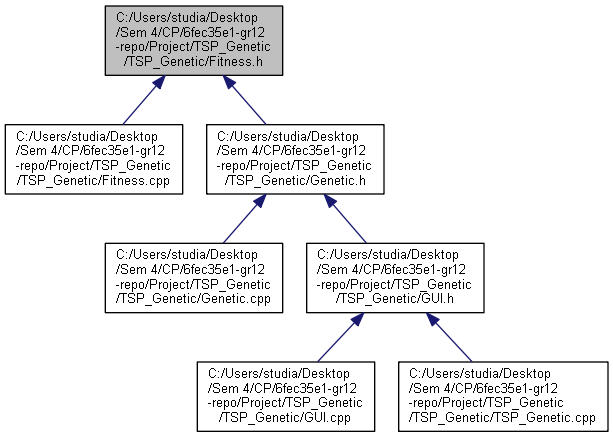 C:/Users/studia/Desktop
/Sem 4/CP/6fec35e1-gr12
-repo/Project/TSP_Genetic
/TSP_Genetic/Fitness.h
C:/Users/studia/Desktop
/Sem 4/CP/6fec35e1-gr12
-repo/Project/TSP_Genetic
/TSP_Genetic/Fitness.cpp
C:/Users/studia/Desktop
/Sem 4/CP/6fec35e1-gr12
-repo/Project/TSP_Genetic
/TSP_Genetic/Genetic.h
C:/Users/studia/Desktop
/Sem 4/CP/6fec35e1-gr12
-repo/Project/TSP_Genetic
/TSP_Genetic/Genetic.cpp
C:/Users/studia/Desktop
/Sem 4/CP/6fec35e1-gr12
-repo/Project/TSP_Genetic
/TSP_Genetic/GUI.h
C:/Users/studia/Desktop
/Sem 4/CP/6fec35e1-gr12
-repo/Project/TSP_Genetic
/TSP_Genetic/GUI.cpp
C:/Users/studia/Desktop
/Sem 4/CP/6fec35e1-gr12
-repo/Project/TSP_Genetic
/TSP_Genetic/TSP_Genetic.cpp